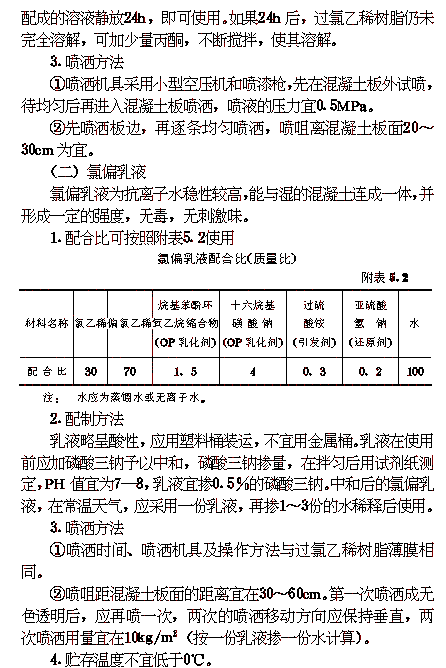 配成的溶液静放24h，即可使用。如果24h后，过氯乙稀树脂仍未
完全溶解，可加少量丙酮，不断搅拌，使其溶解。
3.喷洒方法
①喷洒机具采用小型空压机和喷漆枪，先在混凝土板外试喷，
待均匀后再进入混凝土板喷洒，喷液的压力宜0.5MPa。
②先喷洒板边，再逐条均匀喷洒，喷咀离混凝土板面20～
30cm为宜。
（二）氯偏乳液
氯偏乳液为抗离子水稳性较高，能与湿的混凝土连成一体，并
形成一定的强度，无毒，无刺激味。
1.配合比可按照附表5.2使用
氯偏乳液配合比(质量比)
附表5.2
材料名称 氯乙稀 偏氯乙稀 烷基苯酚环氧乙烷缩合物(OP乳化剂) 十六烷基磺酸钠(OP乳化剂) 过硫酸铵(引发剂) 亚硫酸氢钠(还原剂) 水
配合比 30 70 1.5 4 0.3 0.2 100
注：水应为蒸馏水或无离子水。
2.配制方法
乳液略呈酸性，应用塑料桶装运，不宜用金属桶。乳液在使用
前应加磷酸三钠予以中和，磷酸三钠掺量，在拌匀后用试剂纸测
定，PH值宜为7—8，乳液宜掺0.5%的磷酸三钠。中和后的氯偏乳
液，在常温天气，应采用一份乳液，再掺1～3份的水稀释后使用。
3.喷洒方法
①喷洒时间、喷洒机具及操作方法与过氯乙稀树脂薄膜相
同。
②喷咀距混凝土板面的距离宜在30～60cm。第一次喷洒成无
色透明后，应再喷一次，两次的喷洒移动方向应保持垂直，两
次喷洒用量宜在10kg/m²（按一份乳液掺一份水计算）。
4.贮存温度不宜低于0℃。